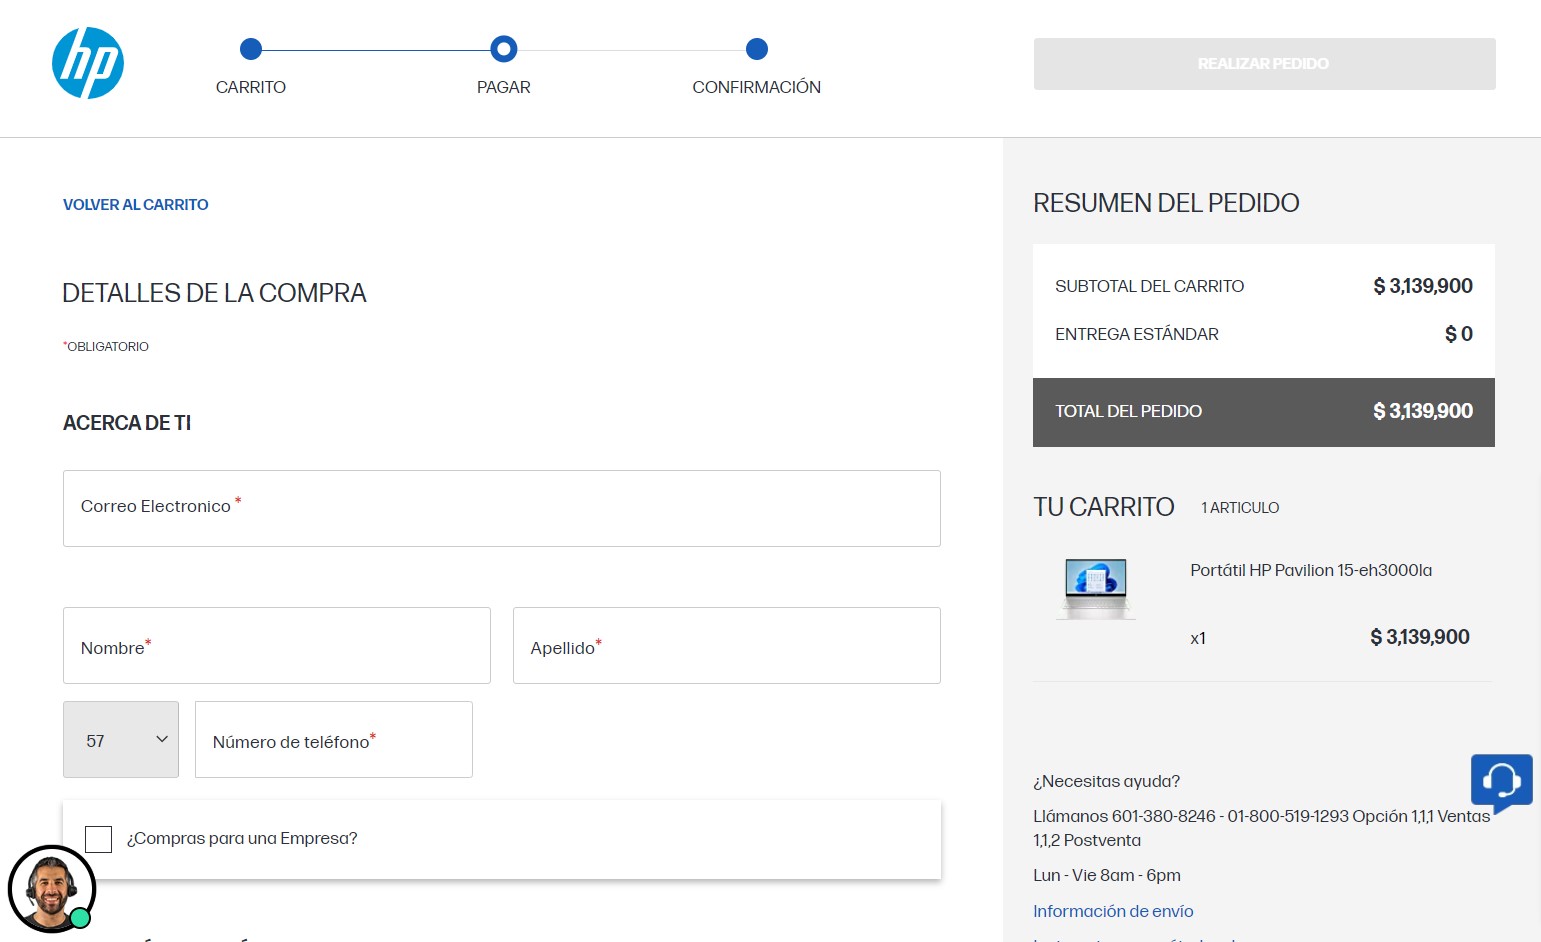 hp
CARRITO
PAGAR
CONFIRMACIÓN
REALIZAR PEDIDO
VOLVER AL CARRITO
DETALLES DE LA COMPRA
*OBLIGATORIO
ACERCA DE TI
Correo Electronico *
Nombre*
Apellido*
57
Número de teléfono*
¿Compras para una Empresa?
RESUMEN DEL PEDIDO
SUBTOTAL DEL CARRITO $ 3,139,900
ENTREGA ESTÁNDAR $ 0
TOTAL DEL PEDIDO $ 3,139,900
TU CARRITO 1 ARTICULO
Portátil HP Pavilion 15-eh3000la
x1 $ 3,139,900
¿Necesitas ayuda?
Llámanos 601-380-8246 - 01-800-519-1293 Opción 1,1,1 Ventas
1,1,2 Postventa
Lun - Vie 8am - 6pm
Información de envío